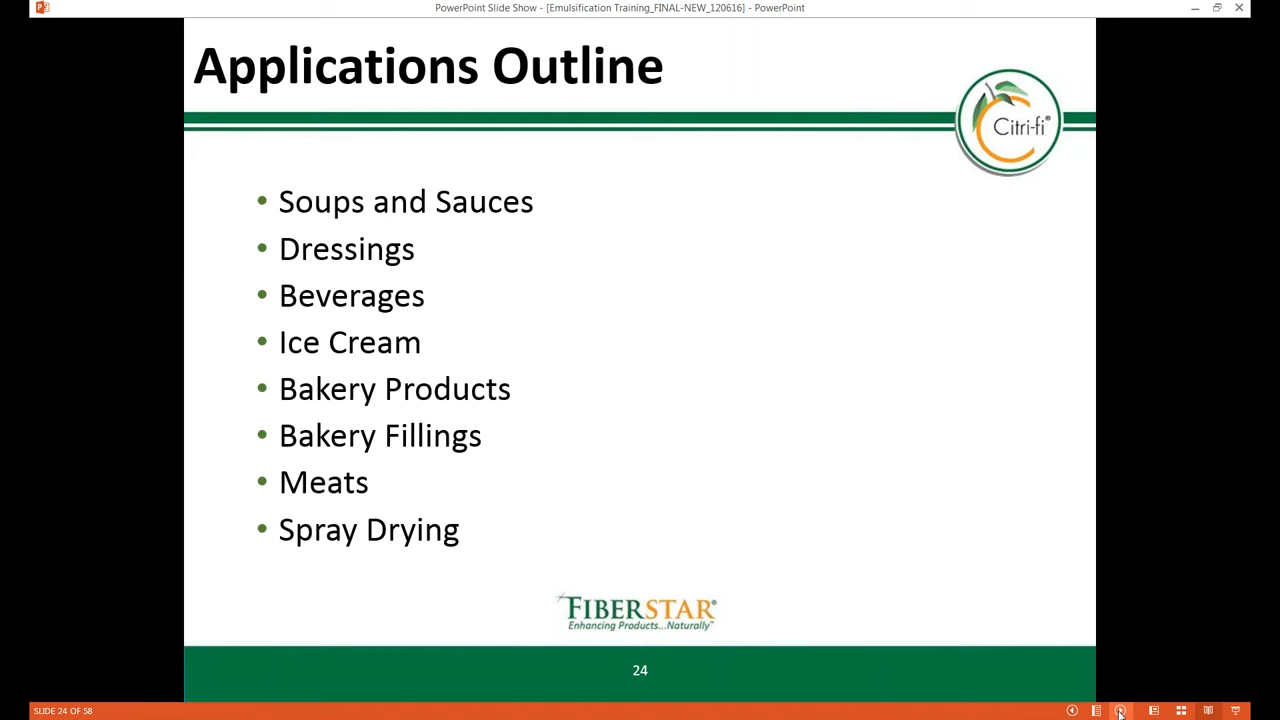 PowerPoint Slide Show - [Emulsification Training_FINAL-NEW_120616] - PowerPoint
Applications Outline
Citri-fi®
• Soups and Sauces
• Dressings
• Beverages
• Ice Cream
• Bakery Products
• Bakery Fillings
• Meats
• Spray Drying
FIBERSTAR®
Enhancing Products...Naturally™
24
SLIDE 24 OF 58